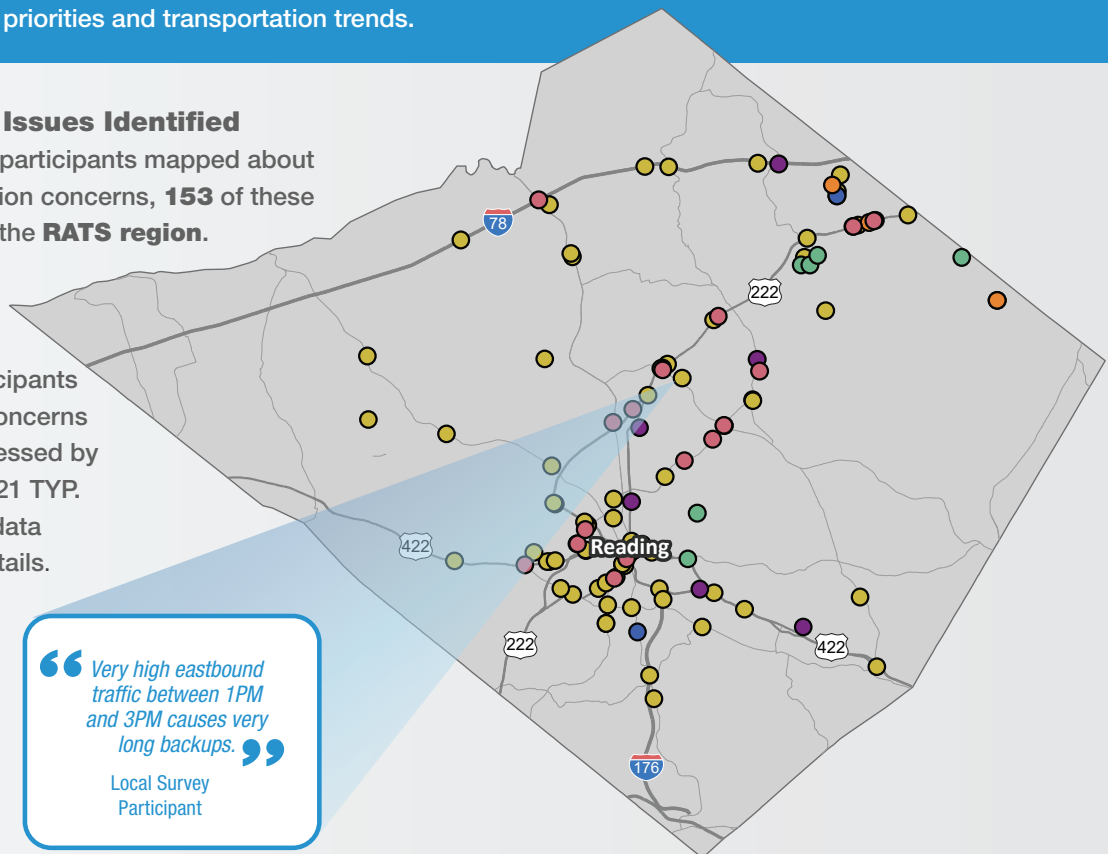 priorities and transportation trends.
Issues Identified
participants mapped about
ion concerns, 153 of these
the RATS region.
cipants
oncerns
essed by
21 TYP.
data
tails.
78
222
422
Reading
222
422
176
“ Very high eastbound
traffic between 1PM
and 3PM causes very
long backups. ”
Local Survey
Participant